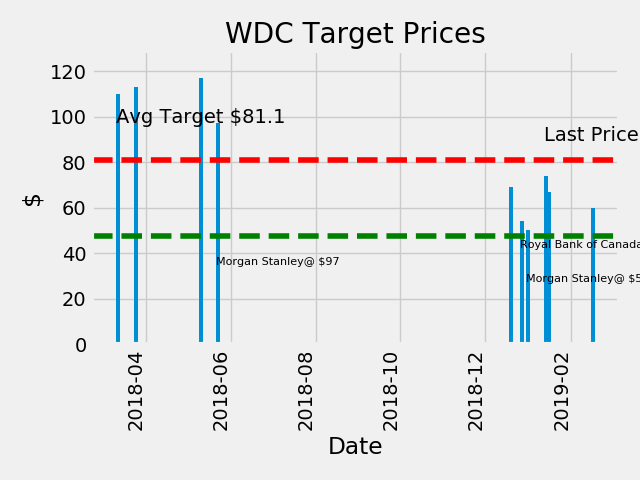 WDC Target Prices
120
100
80
60
40
20
0
$
Avg Target $81.1
Last Price
Royal Bank of Canada
Morgan Stanley@ $97
Morgan Stanley@ $5
2018-04
2018-06
2018-08
2018-10
2018-12
2019-02
Date